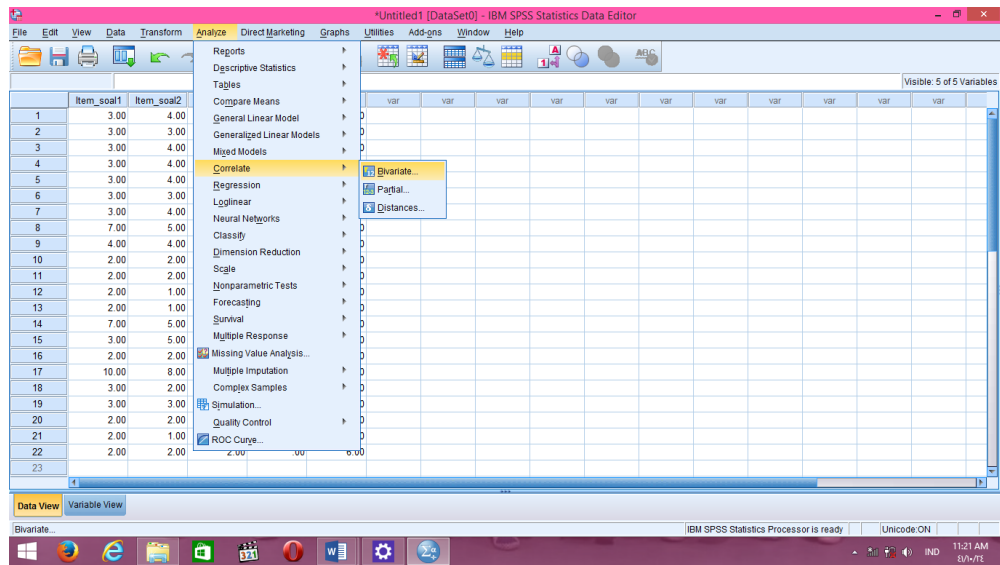 *Untitled1 [DataSet0] - IBM SPSS Statistics Data Editor
File Edit View Data Transform Analyze Direct Marketing Graphs Utilities Add-ons Window Help
Visible: 5 of 5 Variables
Item_soal1 Item_soal2 var var var var var var var var var var var
Reports
Descriptive Statistics
Tables
Compare Means
General Linear Model
Generalized Linear Models
Mixed Models
Correlate
Regression
Loglinear
Neural Networks
Classify
Dimension Reduction
Scale
Nonparametric Tests
Forecasting
Survival
Multiple Response
Missing Value Analysis...
Multiple Imputation
Complex Samples
Simulation...
Quality Control
ROC Curve...
Bivariate...
Partial...
Distances...
1 3.00 4.00
2 3.00 3.00
3 3.00 4.00
4 3.00 4.00
5 3.00 4.00
6 3.00 3.00
7 3.00 4.00
8 7.00 5.00
9 4.00 4.00
10 2.00 2.00
11 2.00 2.00
12 2.00 1.00
13 2.00 1.00
14 7.00 5.00
15 3.00 5.00
16 2.00 2.00
17 10.00 8.00
18 3.00 2.00
19 3.00 3.00
20 2.00 2.00
21 2.00 1.00
22 2.00 2.00 2.00 .00 6.00
23
Data View Variable View
Bivariate... IBM SPSS Statistics Processor is ready Unicode:ON
321 IND 11:21 AM